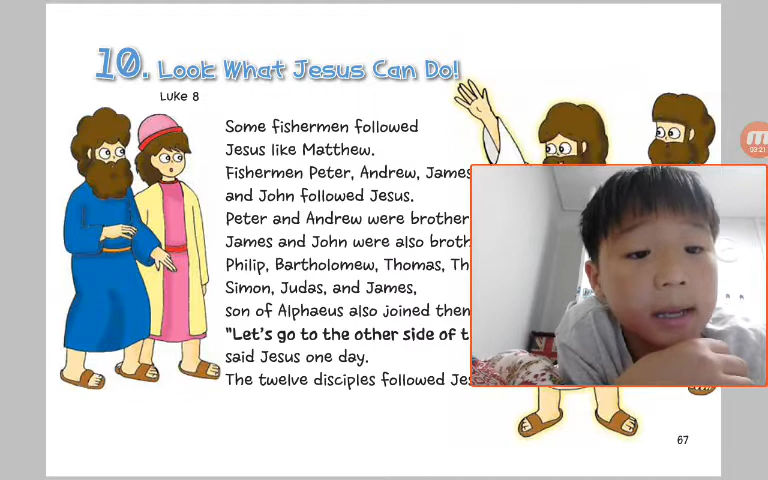 10. Look What Jesus Can Do!
Luke 8
Some fishermen followed
Jesus like Matthew.
Fishermen Peter, Andrew, James
and John followed Jesus.
Peter and Andrew were brother
James and John were also broth
Philip, Bartholomew, Thomas, Th
Simon, Judas, and James,
son of Alphaeus also joined them
"Let's go to the other side of t
said Jesus one day.
The twelve disciples followed Jes
67
03:21